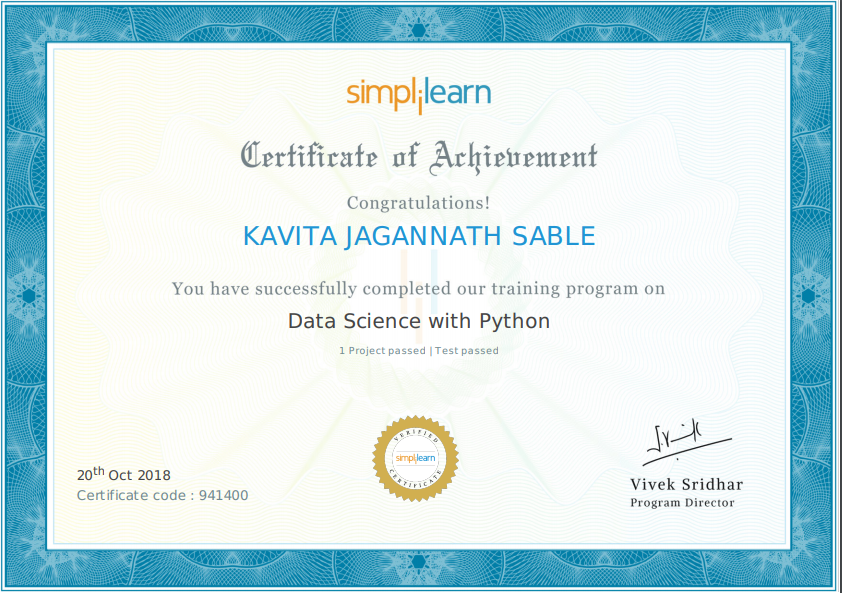 simplilearn
Certificate of Achievement
Congratulations!
KAVITA JAGANNATH SABLE
You have successfully completed our training program on
Data Science with Python
1 Project passed | Test passed
VERIFIED
simplilearn
CERTIFICATE
20th Oct 2018
Certificate code : 941400
Vivek Sridhar
Program Director